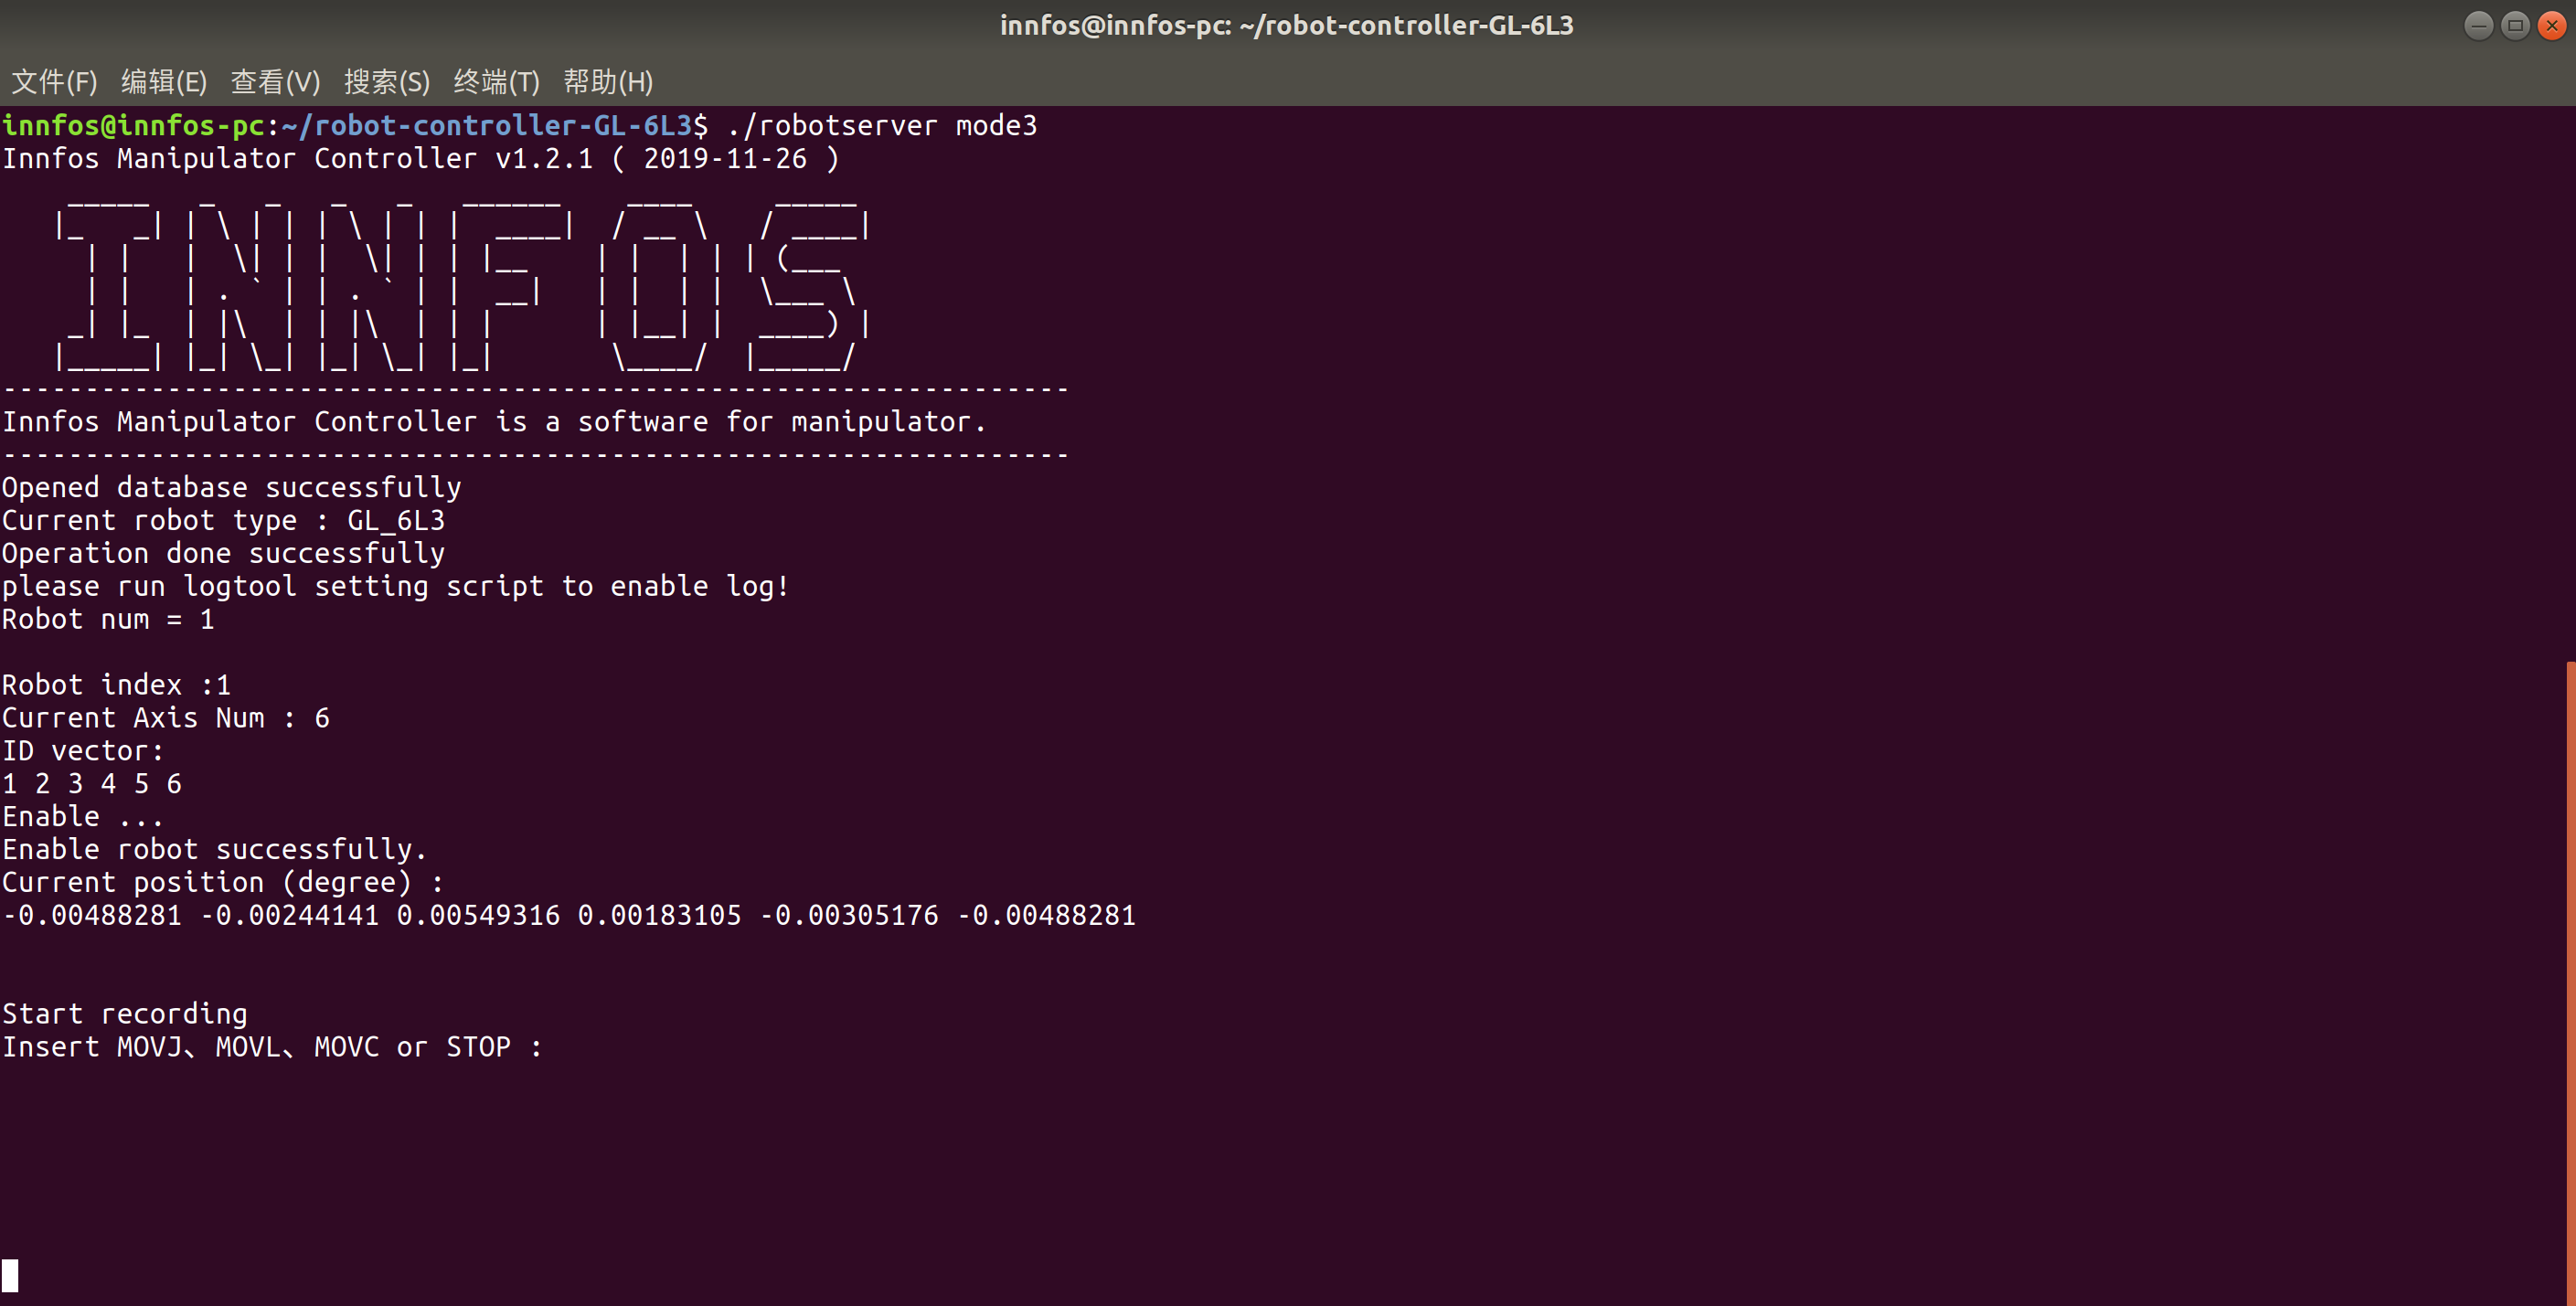 innfos@innfos-pc: ~/robot-controller-GL-6L3
文件(F) 编辑(E) 查看(V) 搜索(S) 终端(T) 帮助(H)
innfos@innfos-pc:~/robot-controller-GL-6L3$ ./robotserver mode3
Innfos Manipulator Controller v1.2.1 ( 2019-11-26 )
INNFOS
-----------------------------------------------------------------
Innfos Manipulator Controller is a software for manipulator.
-----------------------------------------------------------------
Opened database successfully
Current robot type : GL_6L3
Operation done successfully
please run logtool setting script to enable log!
Robot num = 1
Robot index :1
Current Axis Num : 6
ID vector:
1 2 3 4 5 6
Enable ...
Enable robot successfully.
Current position (degree) :
-0.00488281 -0.00244141 0.00549316 0.00183105 -0.00305176 -0.00488281
Start recording
Insert MOVJ、MOVL、MOVC or STOP :